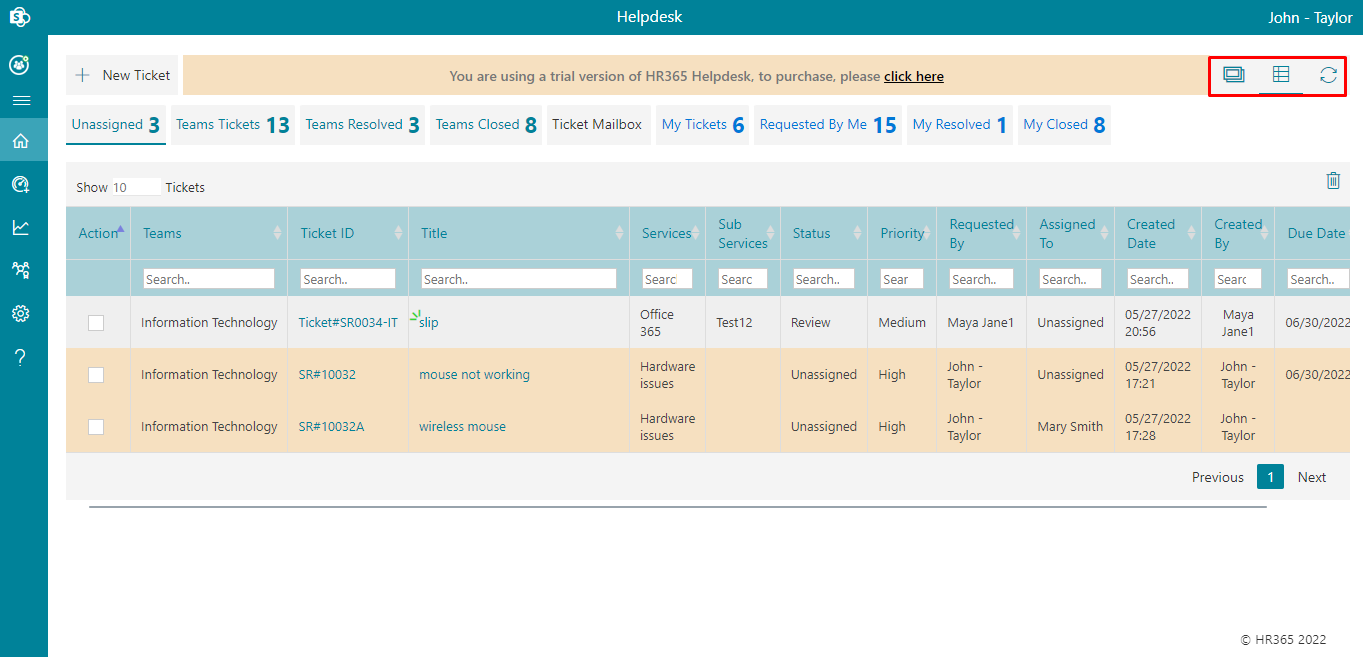 Helpdesk
John - Taylor
New Ticket
You are using a trial version of HR365 Helpdesk, to purchase, please click here
Unassigned 3 Teams Tickets 13 Teams Resolved 3 Teams Closed 8 Ticket Mailbox My Tickets 6 Requested By Me 15 My Resolved 1 My Closed 8
Show 10 Tickets
Action Teams Ticket ID Title Services Sub Services Status Priority Requested By Assigned To Created Date Created By Due Date
Search.. Search.. Search.. Searc Searc Search.. Sear Search.. Search.. Search.. Searc Search..
Information Technology Ticket#SR0034-IT slip Office 365 Test12 Review Medium Maya Jane1 Unassigned 05/27/2022 20:56 Maya Jane1 06/30/2022
Information Technology SR#10032 mouse not working Hardware issues Unassigned High John - Taylor Unassigned 05/27/2022 17:21 John - Taylor 06/30/2022
Information Technology SR#10032A wireless mouse Hardware issues Unassigned High John - Taylor Mary Smith 05/27/2022 17:28 John - Taylor
Previous 1 Next
© HR365 2022